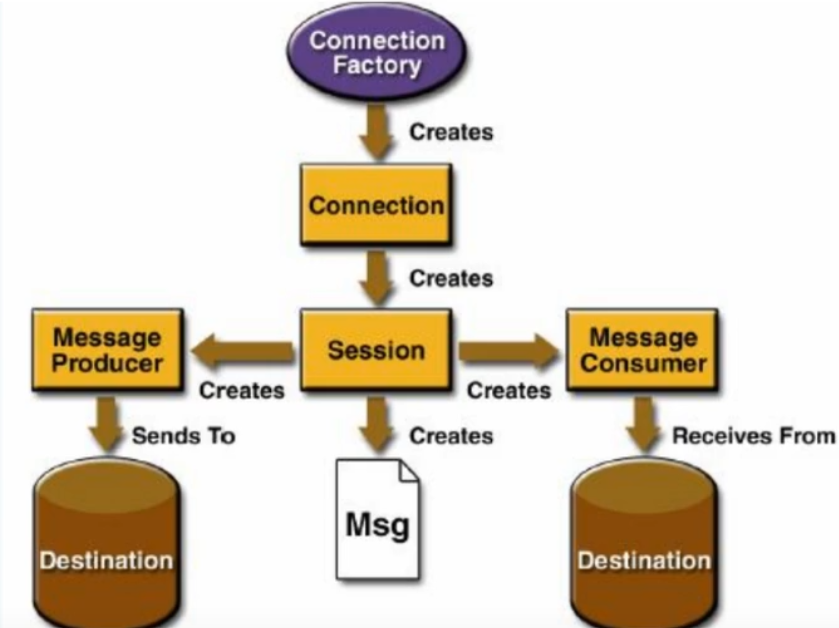 Connection
Factory
Creates
Connection
Creates
Message
Producer
Session
Message
Consumer
Creates
Creates
Sends To
Creates
Receives From
Msg
Destination
Destination